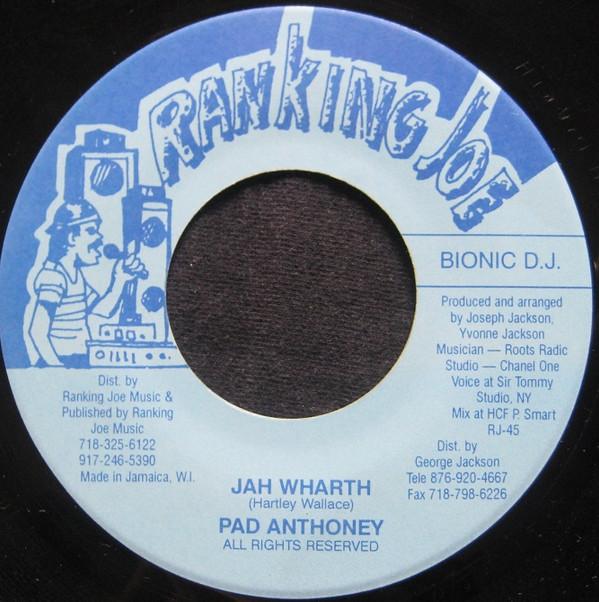 RANKING JOE
BIONIC D.J.
Produced and arranged
by Joseph Jackson,
Yvonne Jackson
Musician — Roots Radic
Studio — Chanel One
Voice at Sir Tommy
Studio, NY
Mix at HCF P. Smart
RJ-45
Dist. by
George Jackson
Tele 876-920-4667
Fax 718-798-6226
Dist. by
Ranking Joe Music &
Published by Ranking
Joe Music
718-325-6122
917-246-5390
Made in Jamaica, W.I.
JAH WHARTH
(Hartley Wallace)
PAD ANTHONEY
ALL RIGHTS RESERVED